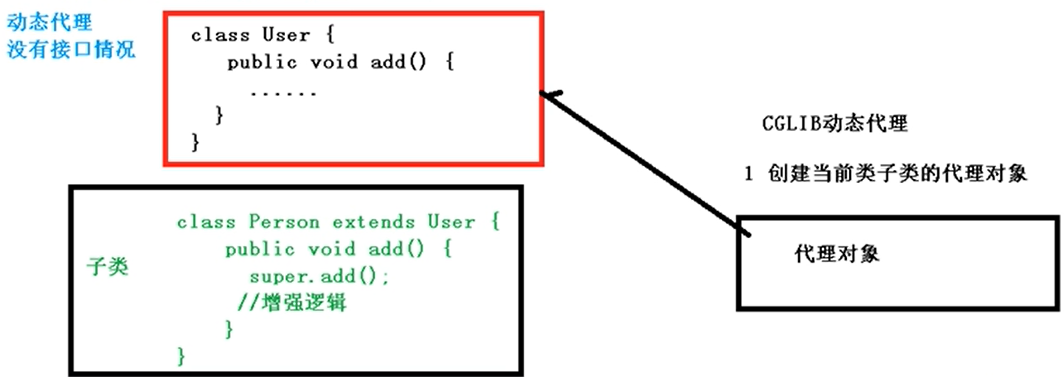 动态代理
没有接口情况
class User {
public void add() {
......
}
}
CGLIB动态代理
1 创建当前类子类的代理对象
子类
class Person extends User {
public void add() {
super.add();
//增强逻辑
}
}
代理对象